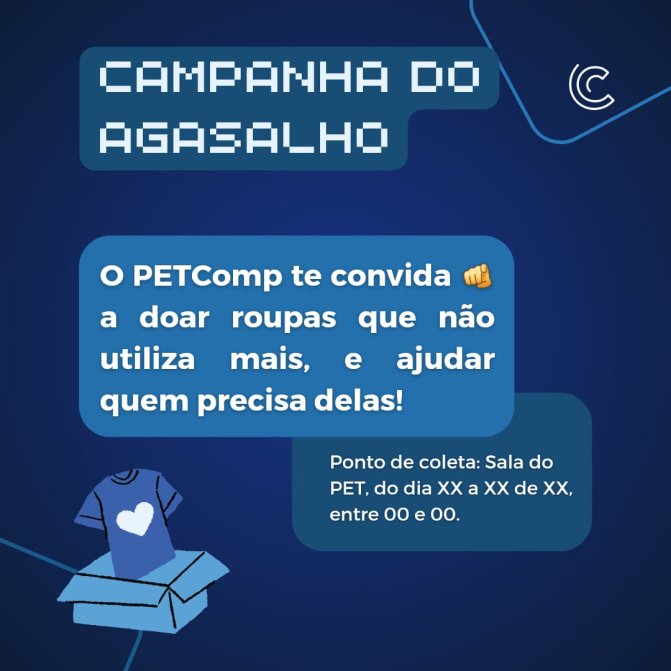 CAMPANHA DO
AGASALHO
O PETComp te convida 🫵
a doar roupas que não
utiliza mais, e ajudar
quem precisa delas!
Ponto de coleta: Sala do
PET, do dia XX a XX de XX,
entre 00 e 00.